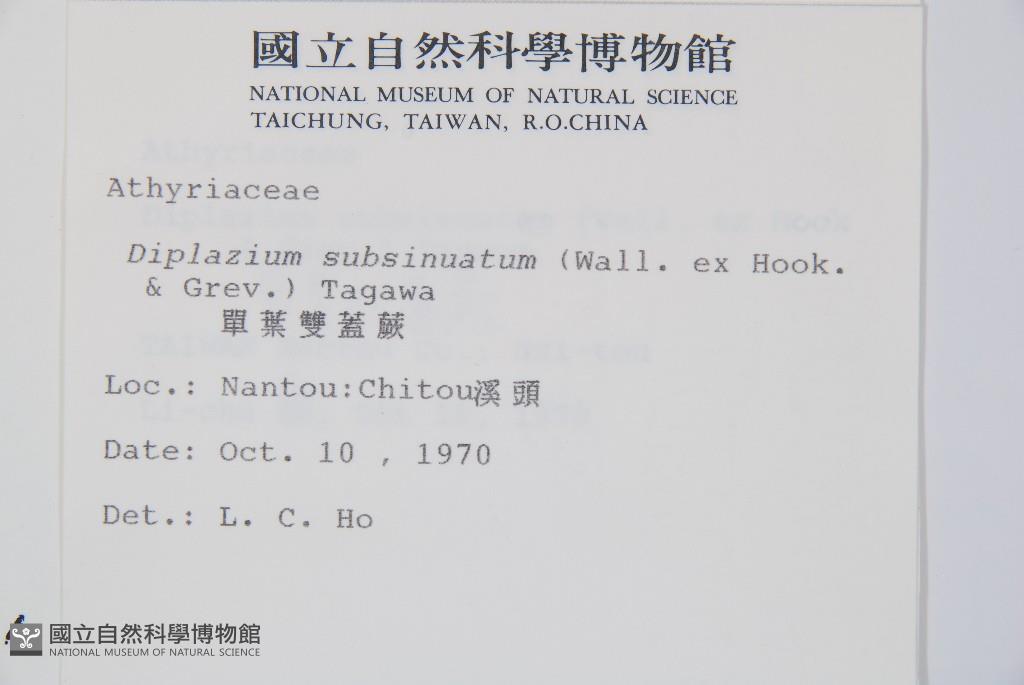 國立自然科學博物館
NATIONAL MUSEUM OF NATURAL SCIENCE
TAICHUNG, TAIWAN, R.O.CHINA
Athyriaceae
Diplazium subsinuatum (Wall. ex Hook.
& Grev.) Tagawa
單葉雙蓋蕨
Loc.: Nantou:Chitou溪頭
Date: Oct. 10 , 1970
Det.: L. C. Ho
國立自然科學博物館
NATIONAL MUSEUM OF NATURAL SCIENCE